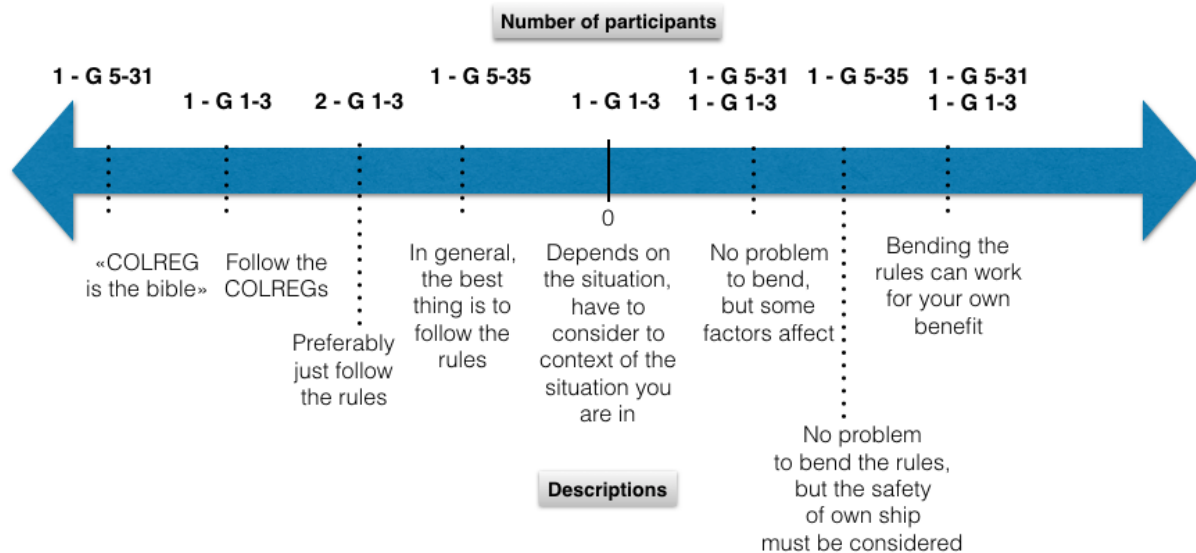 Number of participants
1 - G 5-31
1 - G 1-3
2 - G 1-3
1 - G 5-35
1 - G 1-3
1 - G 5-31
1 - G 1-3
1 - G 5-35
1 - G 5-31
1 - G 1-3
0
«COLREG
is the bible»
Follow the
COLREGs
Preferably
just follow
the rules
In general,
the best
thing is to
follow the
rules
Depends on
the situation,
have to
consider to
context of the
situation you
are in
No problem
to bend,
but some
factors affect
No problem
to bend the rules,
but the safety
of own ship
must be considered
Bending the
rules can work
for your own
benefit
Descriptions